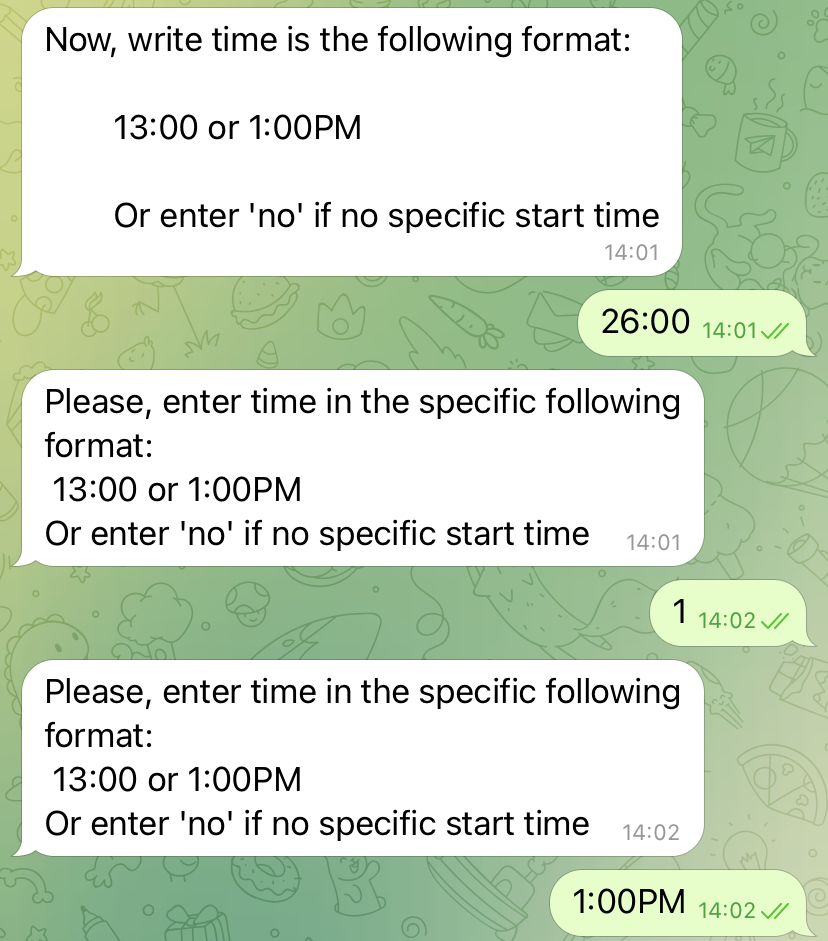 Now, write time is the following format:
13:00 or 1:00PM
Or enter 'no' if no specific start time
14:01
26:00 14:01
Please, enter time in the specific following
format:
13:00 or 1:00PM
Or enter 'no' if no specific start time 14:01
1 14:02
Please, enter time in the specific following
format:
13:00 or 1:00PM
Or enter 'no' if no specific start time 14:02
1:00PM 14:02